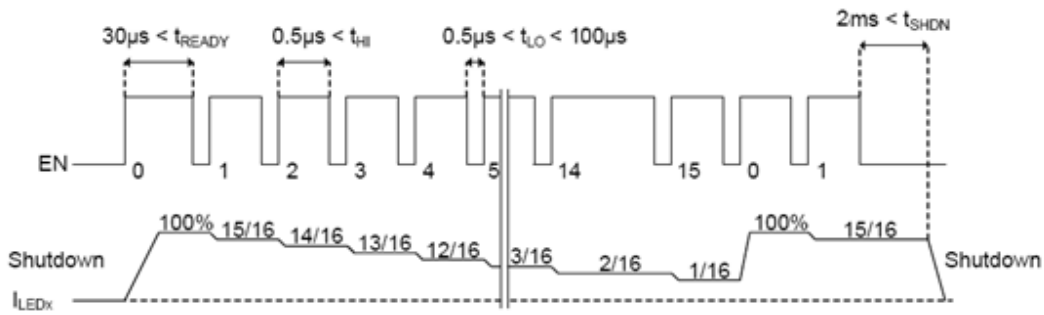 30µs < tREADY 0.5µs < tHI 0.5µs < tLO < 100µs 2ms < tSHDN
EN 0 1 2 3 4 5 14 15 0 1
100% 15/16 14/16 13/16 12/16 3/16 2/16 1/16 100% 15/16
Shutdown Shutdown
ILEDx